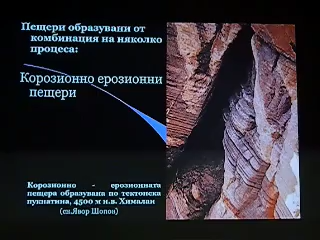 Пещери образувани от
комбинация на няколко
процеса:
Корозионно ерозионни
пещери
Корозионно - ерозионната
пещера образувана по тектонска
пукнатина, 4500 м н.в. Хималаи
(сн.Явор Шопов)